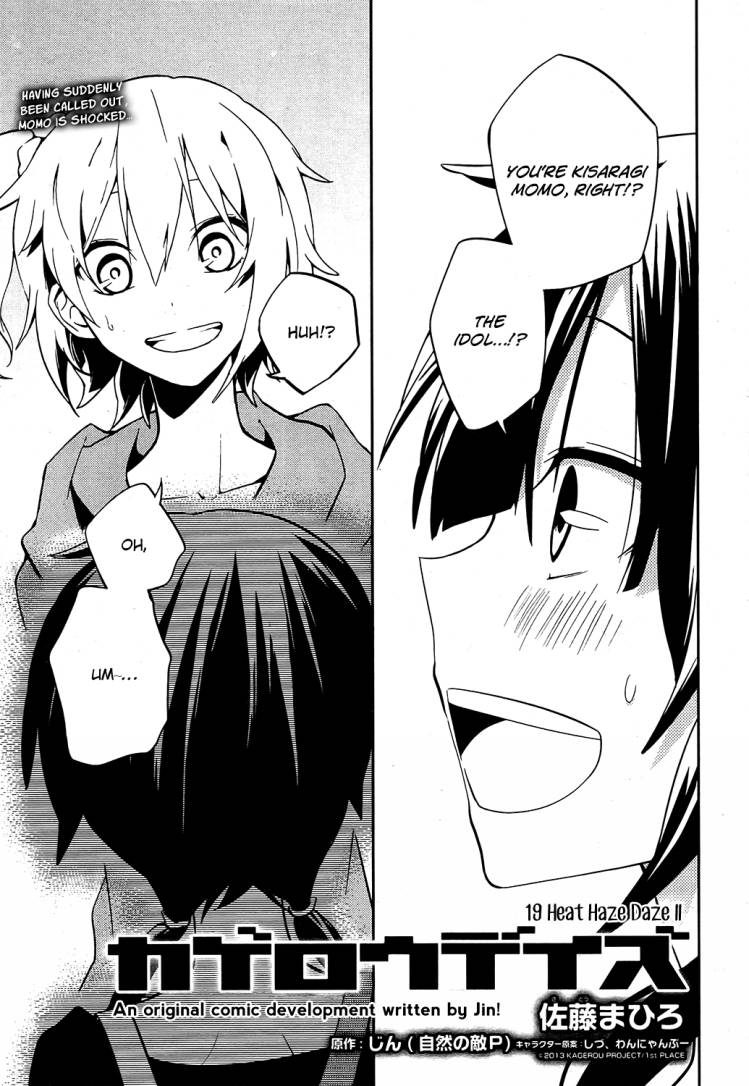 YOU'RE KISARAGI
MOMO, RIGHT!?
THE
IDOL...!?
HAVING SUDDENLY
BEEN CALLED OUT,
MOMO IS SHOCKED...
HUH!?
OH,
UM~...
19 Heat Haze Daze II
カゲロウデイズ
An original comic development written by Jin!
佐藤まひろ
原作：じん（自然の敵P） キャラクター原案：しづ、わんにゃんぷー
©2013 KAGEROU PROJECT/1st PLACE